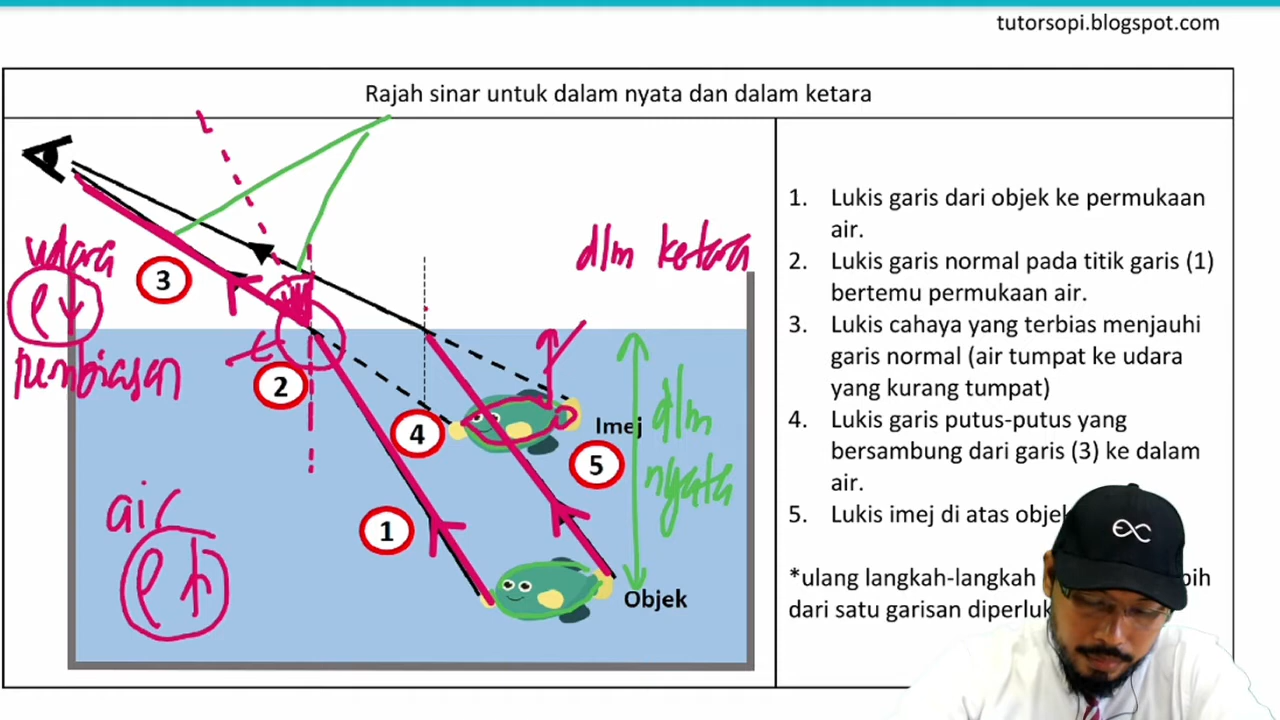 tutorsopi.blogspot.com
Rajah sinar untuk dalam nyata dan dalam ketara
udara
ρ
pembiasan
3
2
4
5
1
air
ρ
dlm ketara
dlm
nyata
Imej
Objek
1. Lukis garis dari objek ke permukaan
air.
2. Lukis garis normal pada titik garis (1)
bertemu permukaan air.
3. Lukis cahaya yang terbias menjauhi
garis normal (air tumpat ke udara
yang kurang tumpat)
4. Lukis garis putus-putus yang
bersambung dari garis (3) ke dalam
air.
5. Lukis imej di atas objek
*ulang langkah-langkah
dari satu garisan